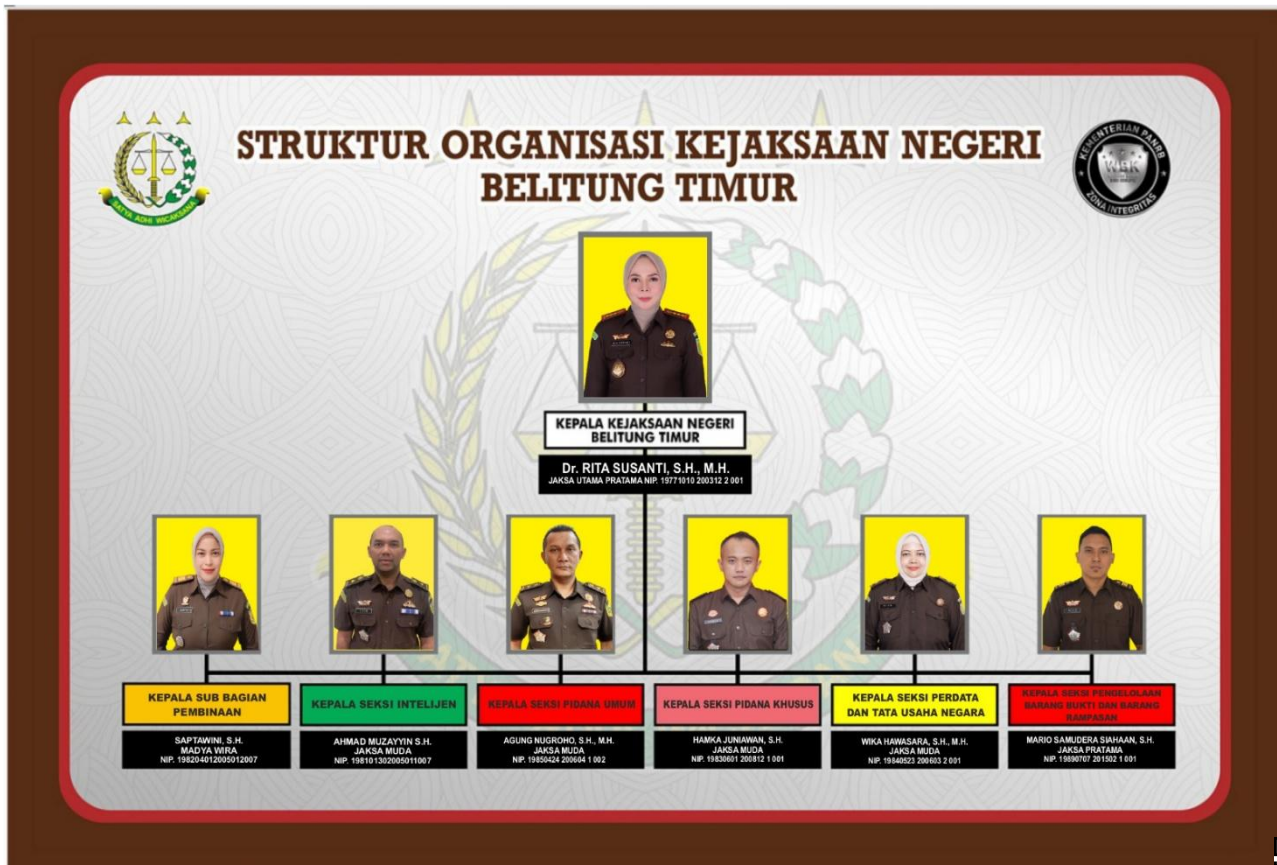 STRUKTUR ORGANISASI KEJAKSAAN NEGERI
BELITUNG TIMUR
SATYA ADHI WICAKSANA
KEMENTERIAN PANRB
WBK
ZONA INTEGRITAS
KEPALA KEJAKSAAN NEGERI
BELITUNG TIMUR
Dr. RITA SUSANTI, S.H., M.H.
JAKSA UTAMA PRATAMA NIP. 19771010 200312 2 001
KEPALA SUB BAGIAN
PEMBINAAN
SAPTAWINI, S.H.
MADYA WIRA
NIP. 198204012005012007
KEPALA SEKSI INTELIJEN
AHMAD MUZAYYIN S.H.
JAKSA MUDA
NIP. 198101302005011007
KEPALA SEKSI PIDANA UMUM
AGUNG NUGROHO, S.H., M.H.
JAKSA MUDA
NIP. 19850424 200604 1 002
KEPALA SEKSI PIDANA KHUSUS
HAMKA JUNIAWAN, S.H.
JAKSA MUDA
NIP. 19830601 200812 1 001
KEPALA SEKSI PERDATA
DAN TATA USAHA NEGARA
WIKA HAWASARA, S.H., M.H.
JAKSA MUDA
NIP. 19840523 200603 2 001
KEPALA SEKSI PENGELOLAAN
BARANG BUKTI DAN BARANG
RAMPASAN
MARIO SAMUDERA SIAHAAN, S.H.
JAKSA PRATAMA
NIP. 19890707 201502 1 001